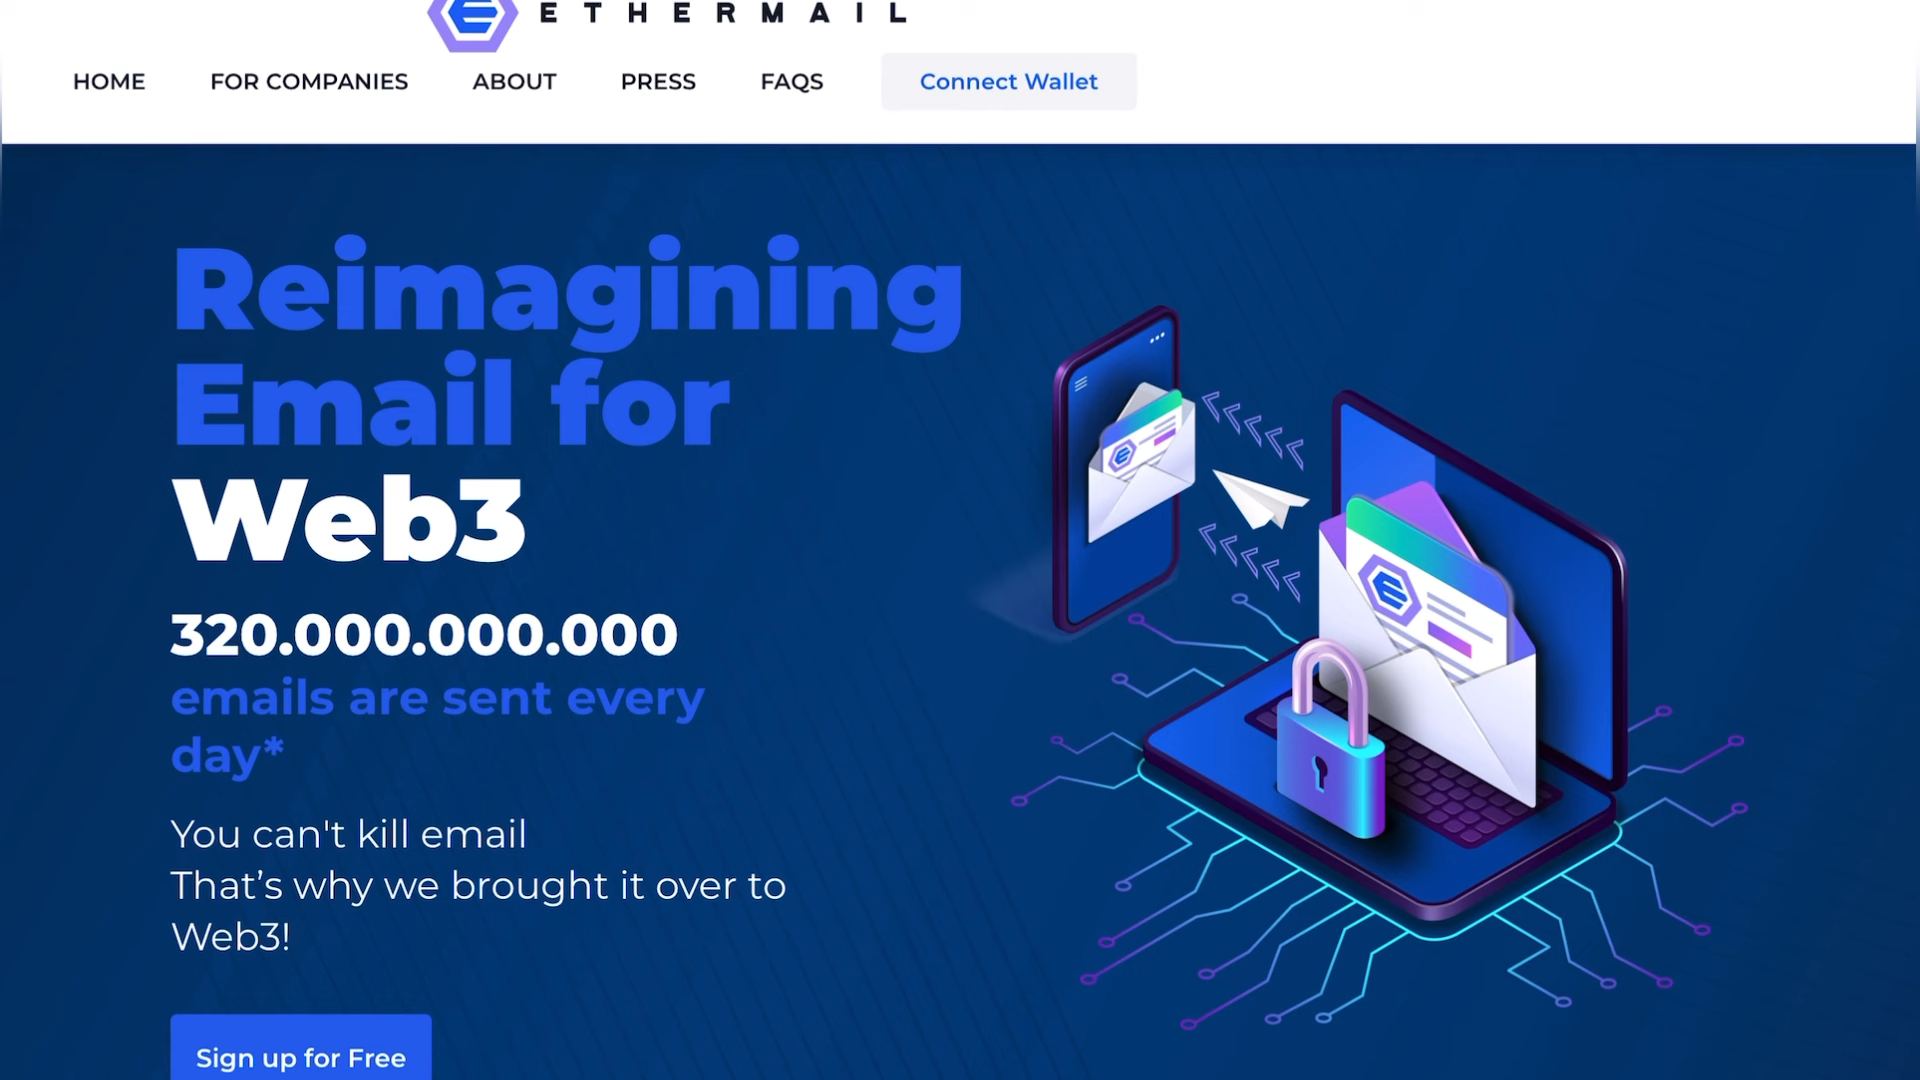 ETHERMAIL
HOME FOR COMPANIES ABOUT PRESS FAQS Connect Wallet
Reimagining
Email for
Web3
320.000.000.000
emails are sent every
day*
You can't kill email
That’s why we brought it over to
Web3!
Sign up for Free